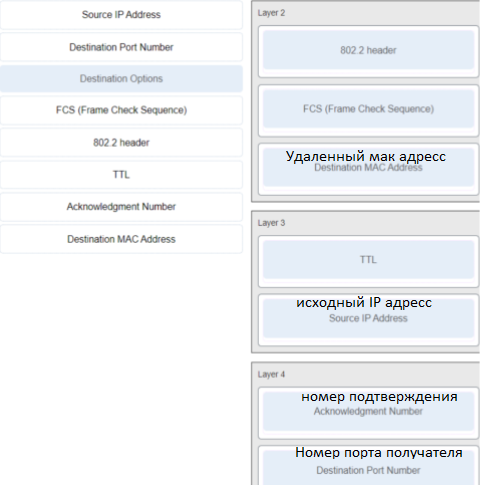 Source IP Address
Destination Port Number
Destination Options
FCS (Frame Check Sequence)
802.2 header
TTL
Acknowledgment Number
Destination MAC Address
Layer 2
802.2 header
FCS (Frame Check Sequence)
Удаленный мак адресс
Destination MAC Address
Layer 3
TTL
исходный IP адресс
Source IP Address
Layer 4
номер подтверждения
Acknowledgment Number
Номер порта получателя
Destination Port Number